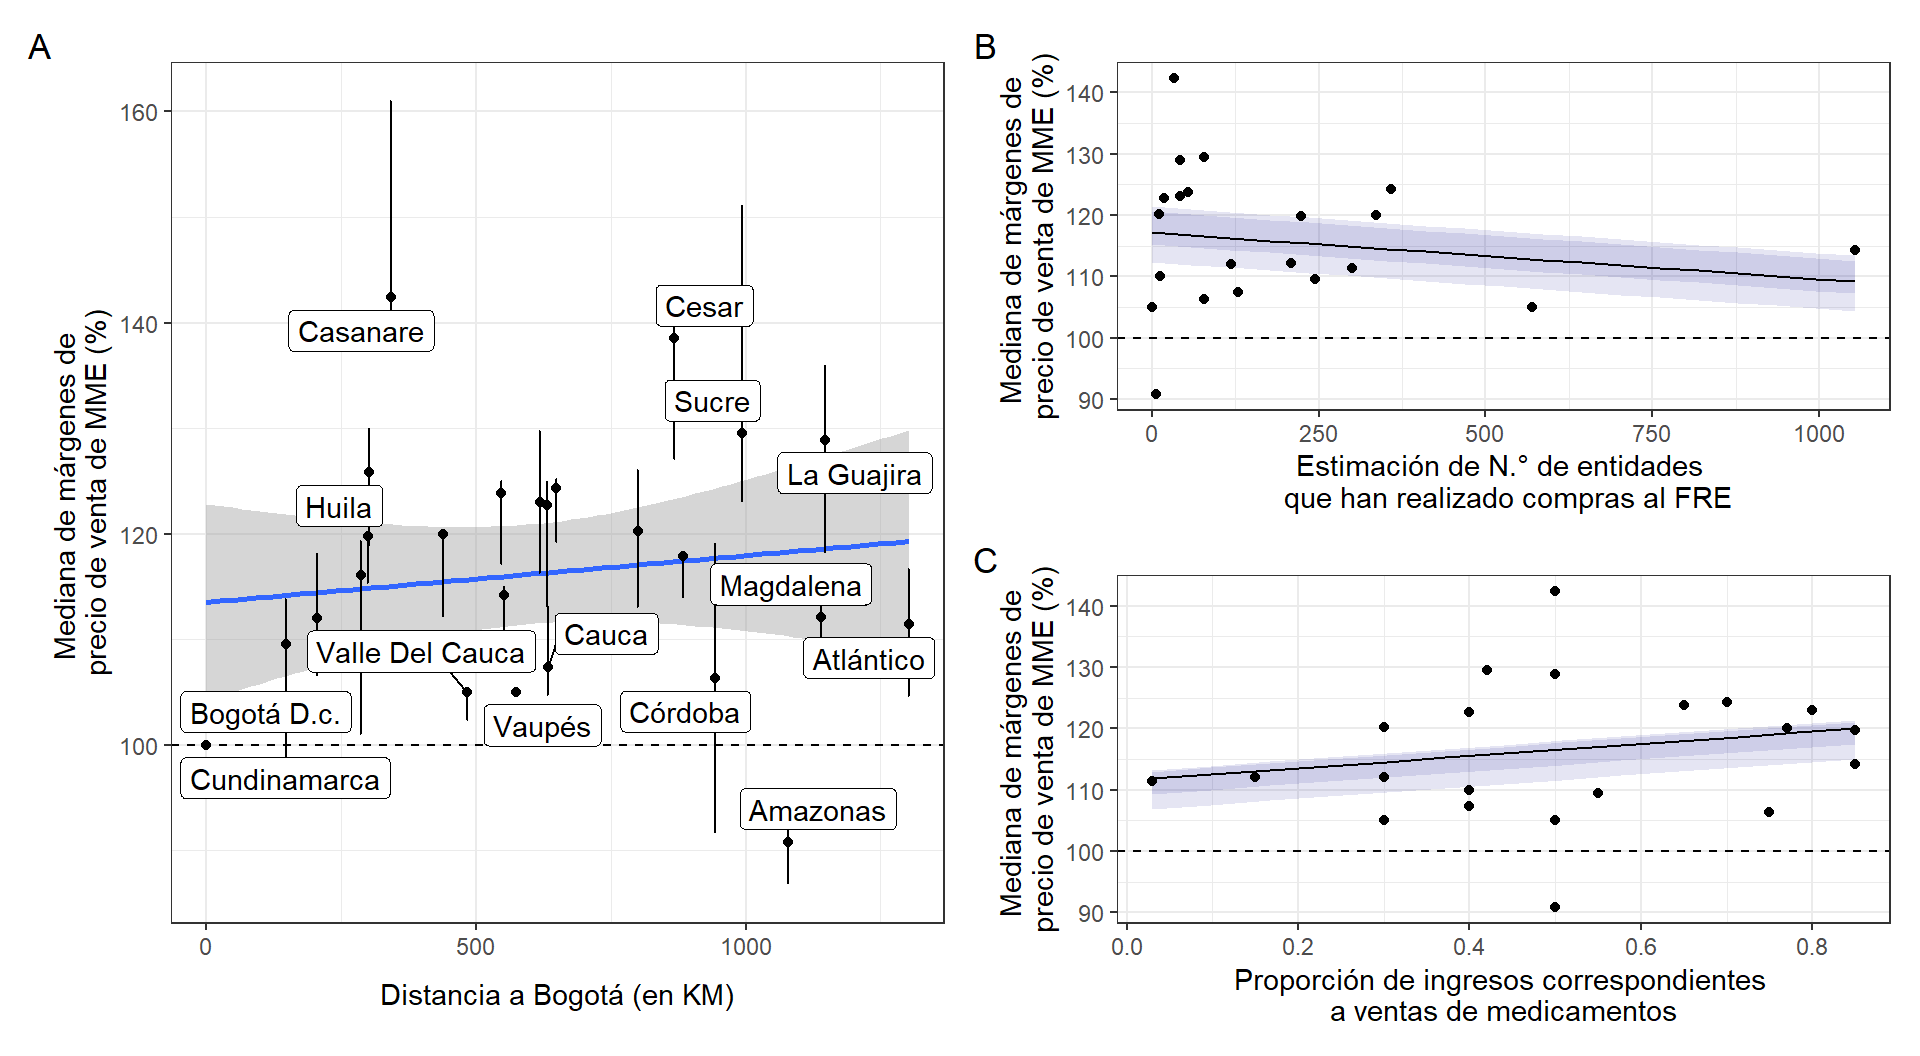 A
Mediana de márgenes de
precio de venta de MME (%)
160
140
120
100
Casanare
Cesar
Sucre
La Guajira
Huila
Magdalena
Cauca
Valle Del Cauca
Atlántico
Bogotá D.c.
Vaupés
Córdoba
Cundinamarca
Amazonas
0
500
1000
Distancia a Bogotá (en KM)
B
Mediana de márgenes de
precio de venta de MME (%)
140
130
120
110
100
90
0
250
500
750
1000
Estimación de N.° de entidades
que han realizado compras al FRE
C
Mediana de márgenes de
precio de venta de MME (%)
140
130
120
110
100
90
0.0
0.2
0.4
0.6
0.8
Proporción de ingresos correspondientes
a ventas de medicamentos